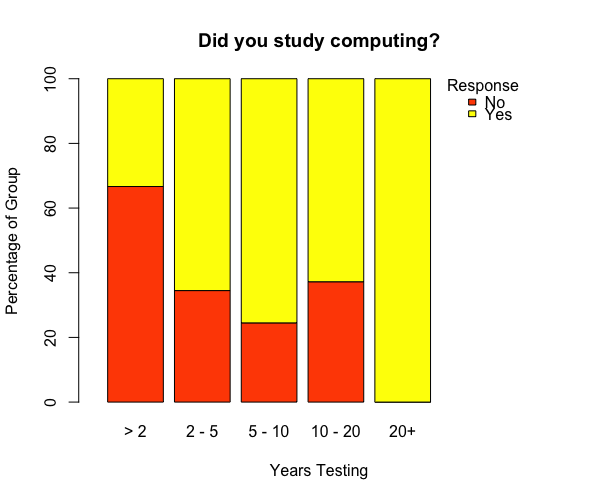 Did you study computing?
Response
No
Yes
Percentage of Group
100
80
60
40
20
0
> 2
2 - 5
5 - 10
10 - 20
20+
Years Testing